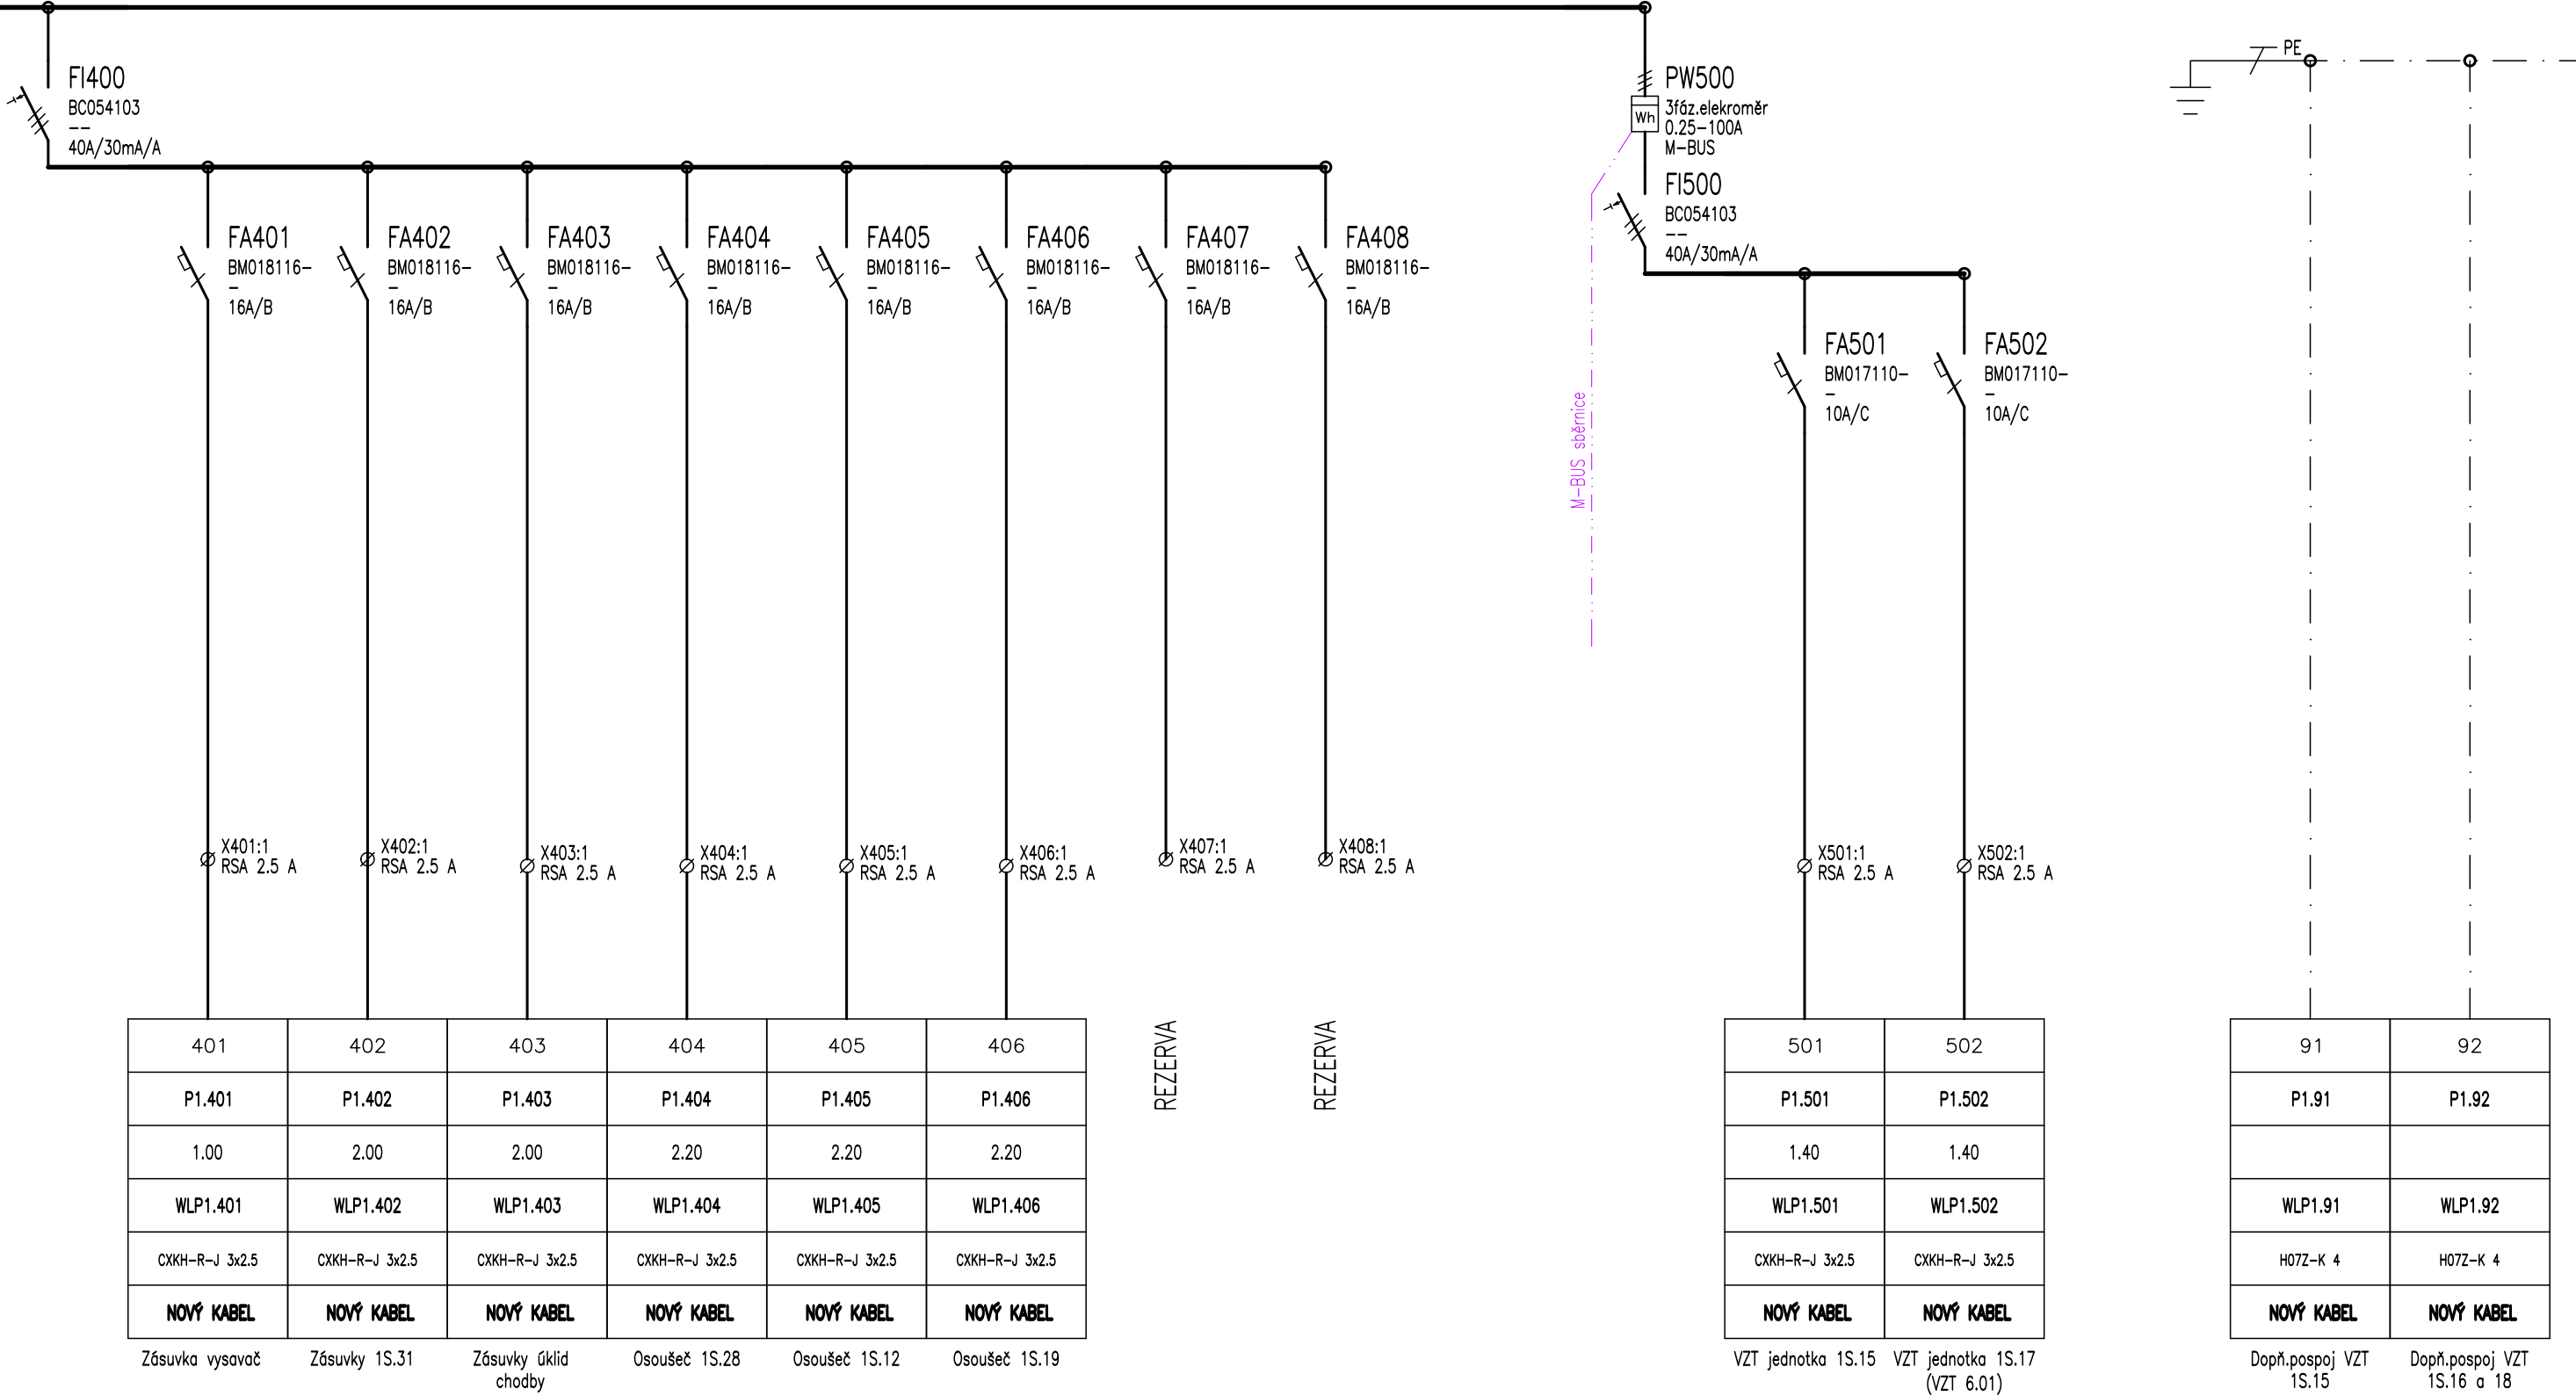 FI400
BC054103
--
40A/30mA/A
PW500
3fáz.elekroměr
0.25-100A
M-BUS
Wh
FI500
BC054103
--
40A/30mA/A
PE
FA401
BM018116-
-
16A/B
FA402
BM018116-
-
16A/B
FA403
BM018116-
-
16A/B
FA404
BM018116-
-
16A/B
FA405
BM018116-
-
16A/B
FA406
BM018116-
-
16A/B
FA407
BM018116-
-
16A/B
FA408
BM018116-
-
16A/B
M-BUS sběrnice
FA501
BM017110-
-
10A/C
FA502
BM017110-
-
10A/C
X401:1
RSA 2.5 A
X402:1
RSA 2.5 A
X403:1
RSA 2.5 A
X404:1
RSA 2.5 A
X405:1
RSA 2.5 A
X406:1
RSA 2.5 A
X407:1
RSA 2.5 A
X408:1
RSA 2.5 A
X501:1
RSA 2.5 A
X502:1
RSA 2.5 A
401 402 403 404 405 406
P1.401 P1.402 P1.403 P1.404 P1.405 P1.406
1.00 2.00 2.00 2.20 2.20 2.20
WLP1.401 WLP1.402 WLP1.403 WLP1.404 WLP1.405 WLP1.406
CXKH-R-J 3x2.5 CXKH-R-J 3x2.5 CXKH-R-J 3x2.5 CXKH-R-J 3x2.5 CXKH-R-J 3x2.5 CXKH-R-J 3x2.5
NOVÝ KABEL NOVÝ KABEL NOVÝ KABEL NOVÝ KABEL NOVÝ KABEL NOVÝ KABEL
Zásuvka vysavač
Zásuvky 1S.31
Zásuvky úklid
chodby
Osoušeč 1S.28
Osoušeč 1S.12
Osoušeč 1S.19
REZERVA
REZERVA
501 502
P1.501 P1.502
1.40 1.40
WLP1.501 WLP1.502
CXKH-R-J 3x2.5 CXKH-R-J 3x2.5
NOVÝ KABEL NOVÝ KABEL
VZT jednotka 1S.15
VZT jednotka 1S.17
(VZT 6.01)
91 92
P1.91 P1.92
WLP1.91 WLP1.92
H07Z-K 4 H07Z-K 4
NOVÝ KABEL NOVÝ KABEL
Dopň.pospoj VZT
1S.15
Dopň.pospoj VZT
1S.16 a 18